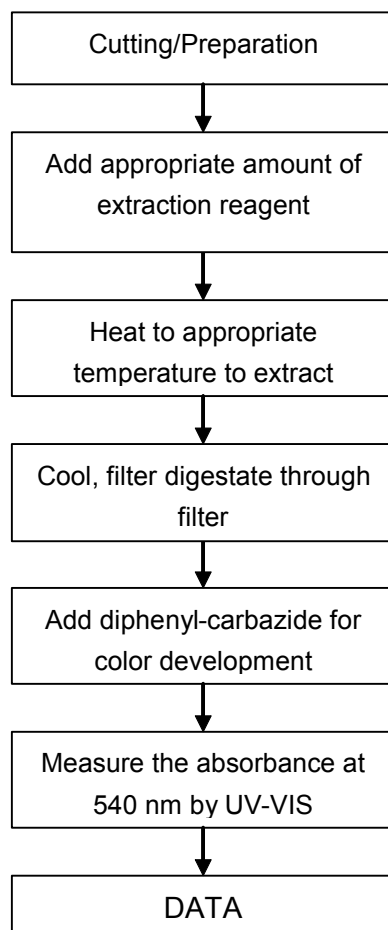 Cutting/Preparation
Add appropriate amount of
extraction reagent
Heat to appropriate
temperature to extract
Cool, filter digestate through
filter
Add diphenyl-carbazide for
color development
Measure the absorbance at
540 nm by UV-VIS
DATA